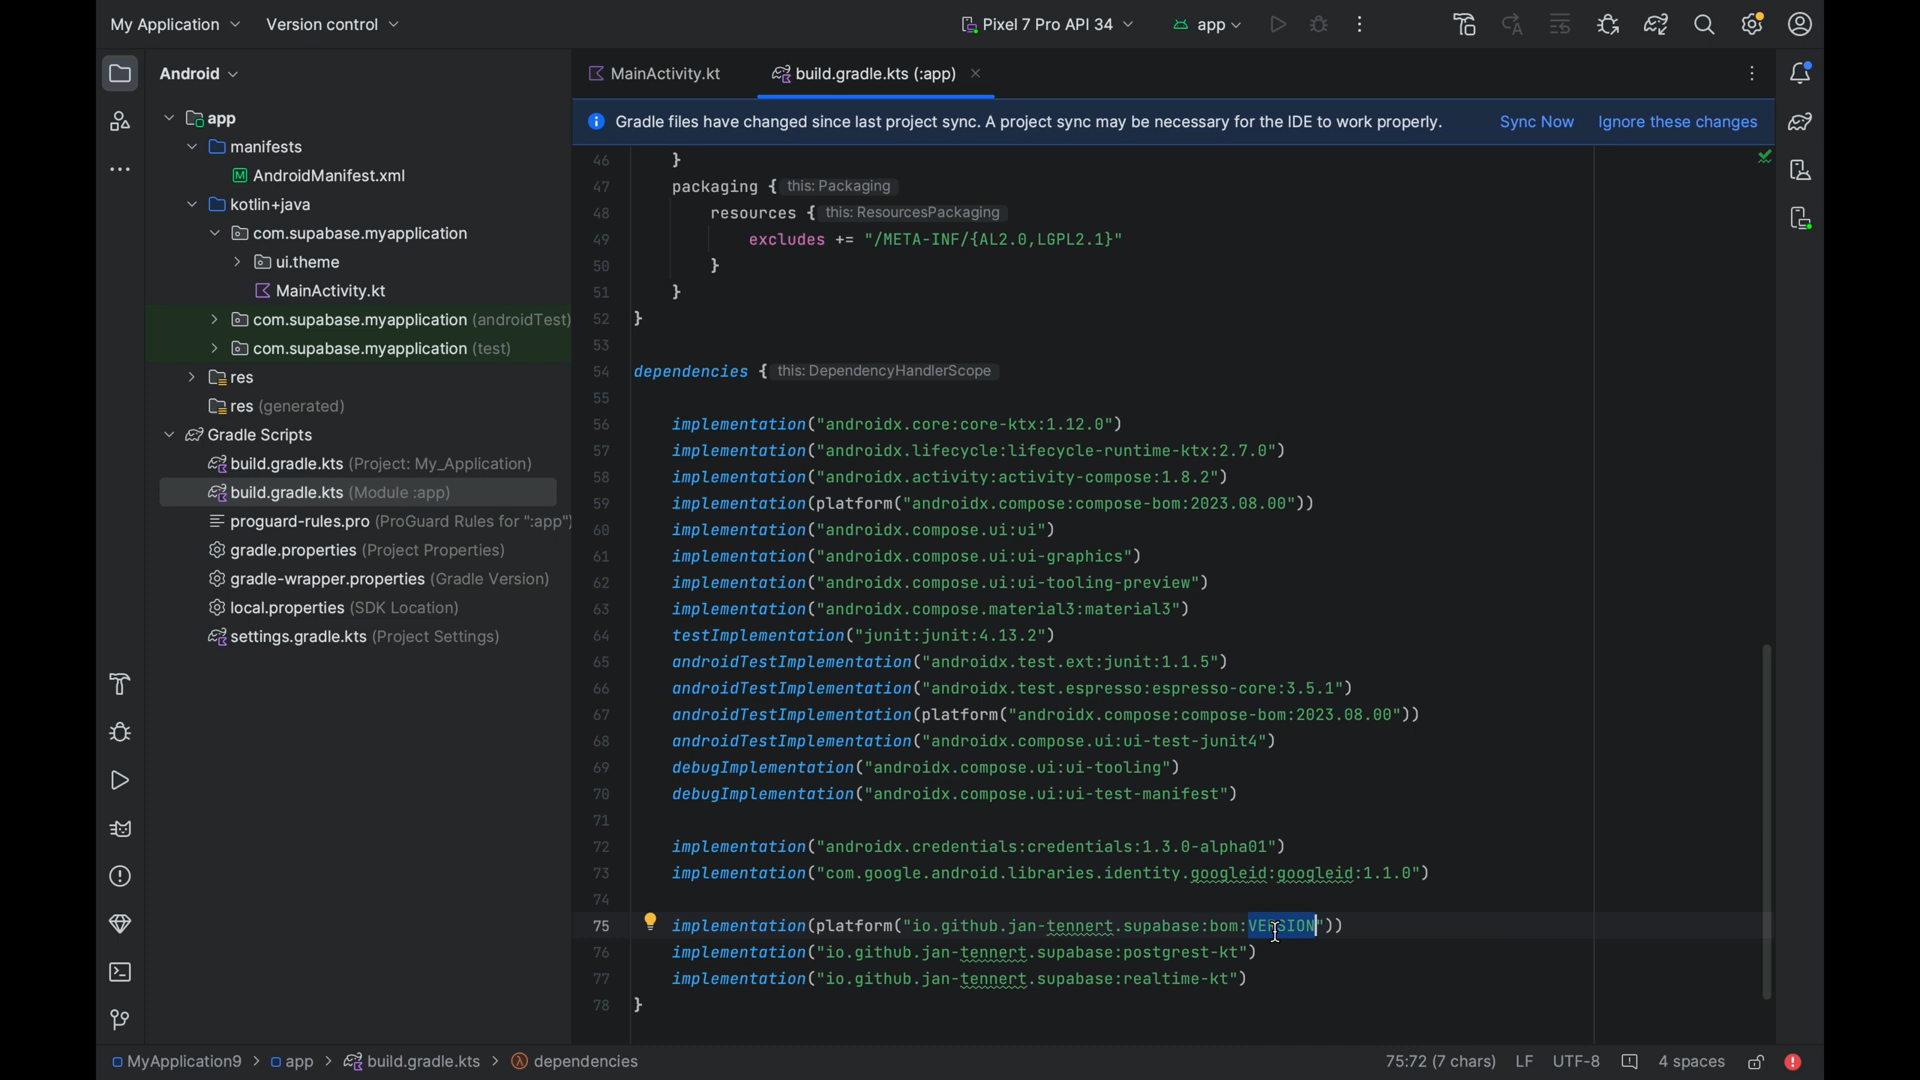 My Application Version control Pixel 7 Pro API 34 app
Android
MainActivity.kt build.gradle.kts (:app)
Gradle files have changed since last project sync. A project sync may be necessary for the IDE to work properly. Sync Now Ignore these changes
app
manifests
AndroidManifest.xml
kotlin+java
com.supabase.myapplication
ui.theme
MainActivity.kt
com.supabase.myapplication (androidTest)
com.supabase.myapplication (test)
res
res (generated)
Gradle Scripts
build.gradle.kts (Project: My_Application)
build.gradle.kts (Module :app)
proguard-rules.pro (ProGuard Rules for ":app"
gradle.properties (Project Properties)
gradle-wrapper.properties (Gradle Version)
local.properties (SDK Location)
settings.gradle.kts (Project Settings)
46 }
47 packaging { this: Packaging
48 resources { this: ResourcesPackaging
49 excludes += "/META-INF/{AL2.0,LGPL2.1}"
50 }
51 }
52 }
53
54 dependencies { this: DependencyHandlerScope
55
56 implementation("androidx.core:core-ktx:1.12.0")
57 implementation("androidx.lifecycle:lifecycle-runtime-ktx:2.7.0")
58 implementation("androidx.activity:activity-compose:1.8.2")
59 implementation(platform("androidx.compose:compose-bom:2023.08.00"))
60 implementation("androidx.compose.ui:ui")
61 implementation("androidx.compose.ui:ui-graphics")
62 implementation("androidx.compose.ui:ui-tooling-preview")
63 implementation("androidx.compose.material3:material3")
64 testImplementation("junit:junit:4.13.2")
65 androidTestImplementation("androidx.test.ext:junit:1.1.5")
66 androidTestImplementation("androidx.test.espresso:espresso-core:3.5.1")
67 androidTestImplementation(platform("androidx.compose:compose-bom:2023.08.00"))
68 androidTestImplementation("androidx.compose.ui:ui-test-junit4")
69 debugImplementation("androidx.compose.ui:ui-tooling")
70 debugImplementation("androidx.compose.ui:ui-test-manifest")
71
72 implementation("androidx.credentials:credentials:1.3.0-alpha01")
73 implementation("com.google.android.libraries.identity.googleid:googleid:1.1.0")
74
75 implementation(platform("io.github.jan-tennert.supabase:bom:VERSION"))
76 implementation("io.github.jan-tennert.supabase:postgrest-kt")
77 implementation("io.github.jan-tennert.supabase:realtime-kt")
78 }
MyApplication9 > app > build.gradle.kts > dependencies 75:72 (7 chars) LF UTF-8 4 spaces